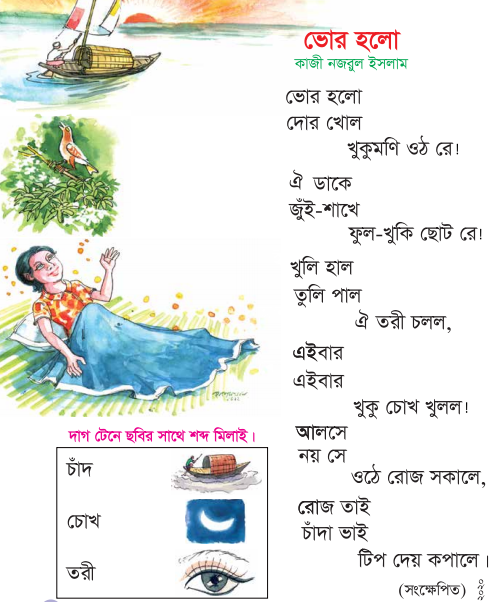 ভোর হলো
কাজী নজরুল ইসলাম
ভোর হলো
দোর খোল
খুকুমণি ওঠ রে!
ঐ ডাকে
জুঁই-শাখে
ফুল-খুকি ছোট রে!
খুলি হাল
তুলি পাল
ঐ তরী চলল,
এইবার
এইবার
খুকু চোখ খুলল!
আলসে
নয় সে
ওঠে রোজ সকালে,
রোজ তাই
চাঁদা ভাই
টিপ দেয় কপালে।
(সংক্ষেপিত)
দাগ টেনে ছবির সাথে শব্দ মিলাই।
চাঁদ
চোখ
তরী